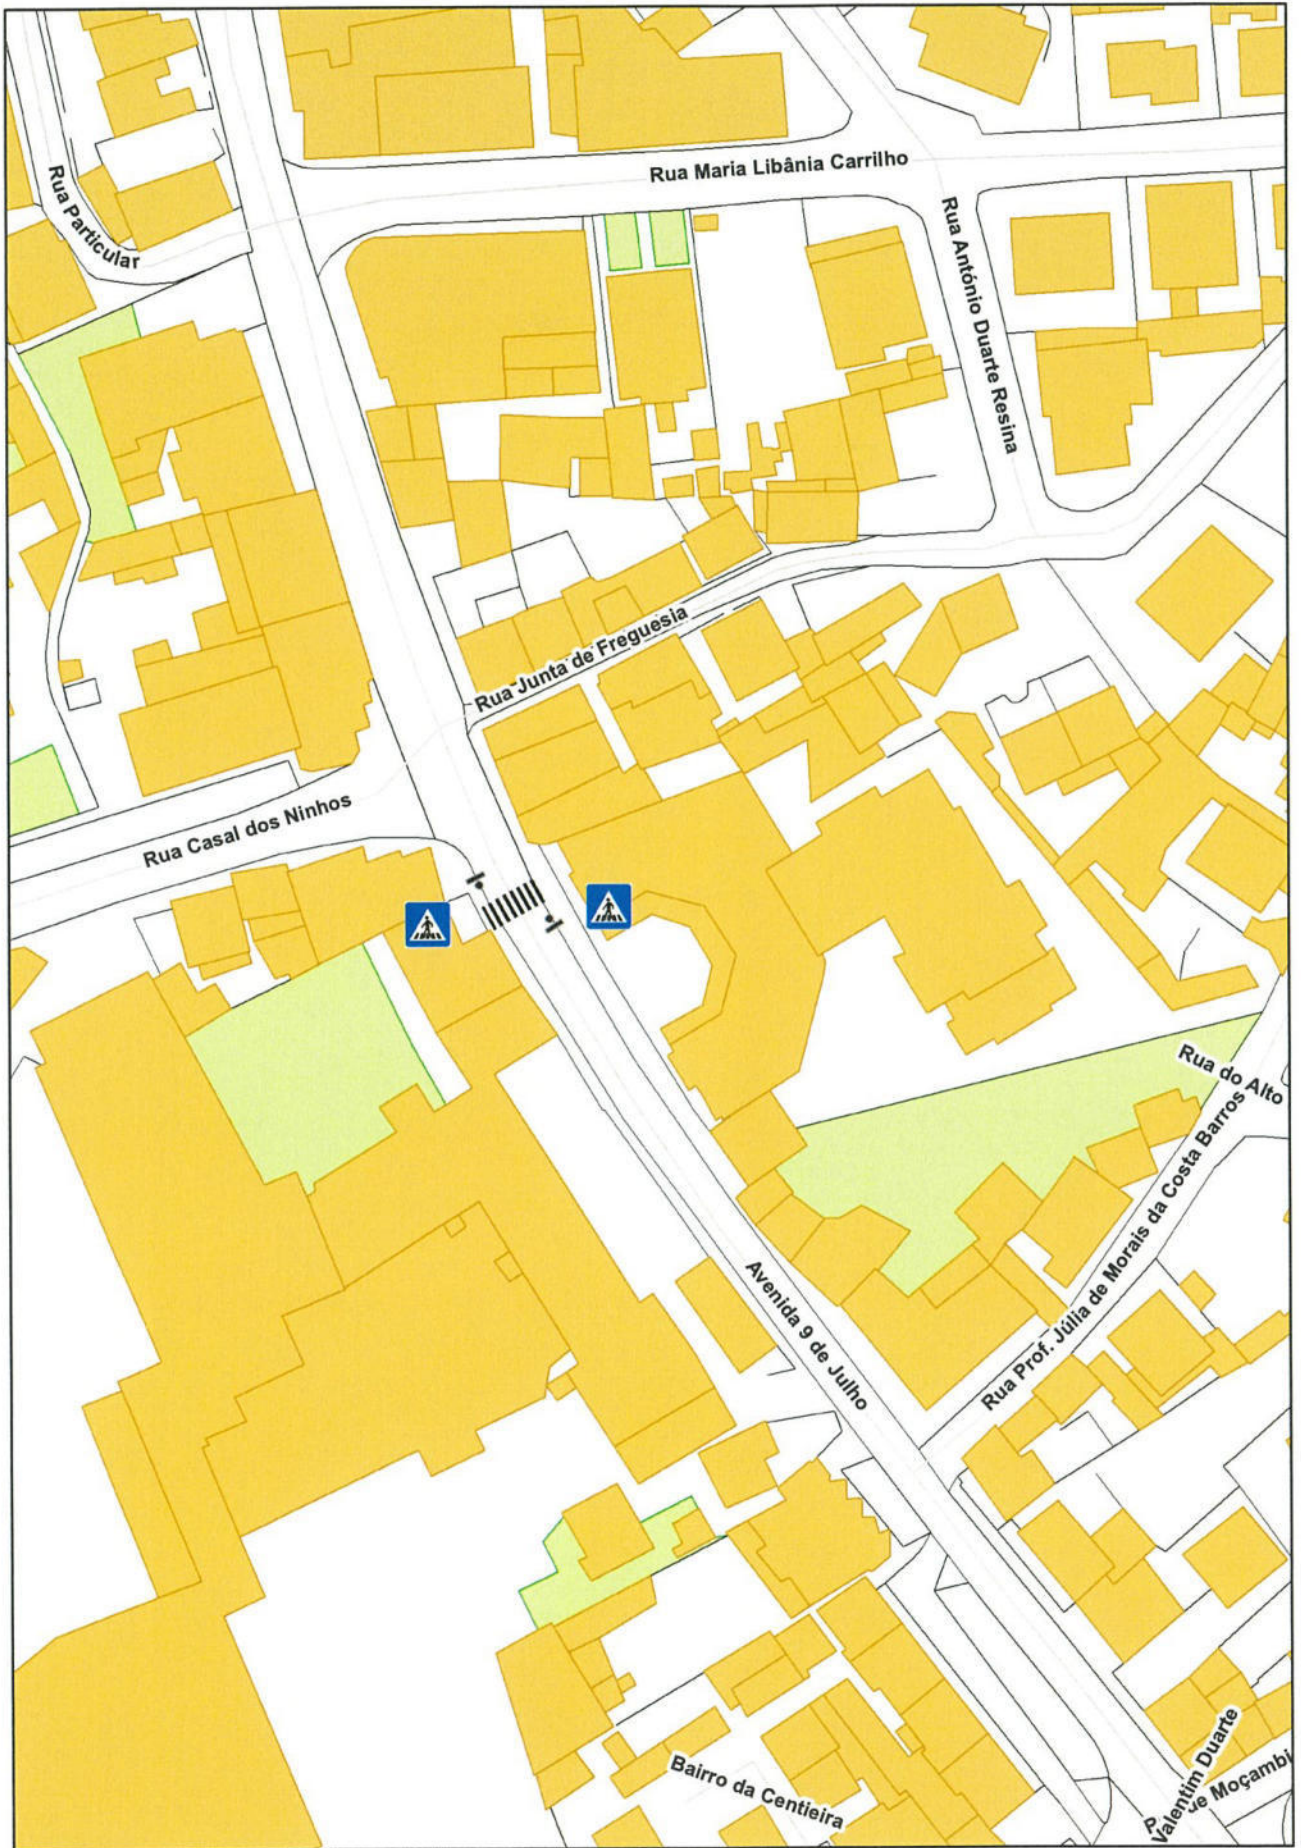 Rua Maria Libânia Carrilho
Rua Particular
Rua António Duarte Resina
Rua Junta de Freguesia
Rua Casal dos Ninhos
Rua do Alto
Rua Prof. Júlia de Morais da Costa Barros
Avenida 9 de Julho
Bairro da Centieira
Valentim Duarte
P de Moçambi